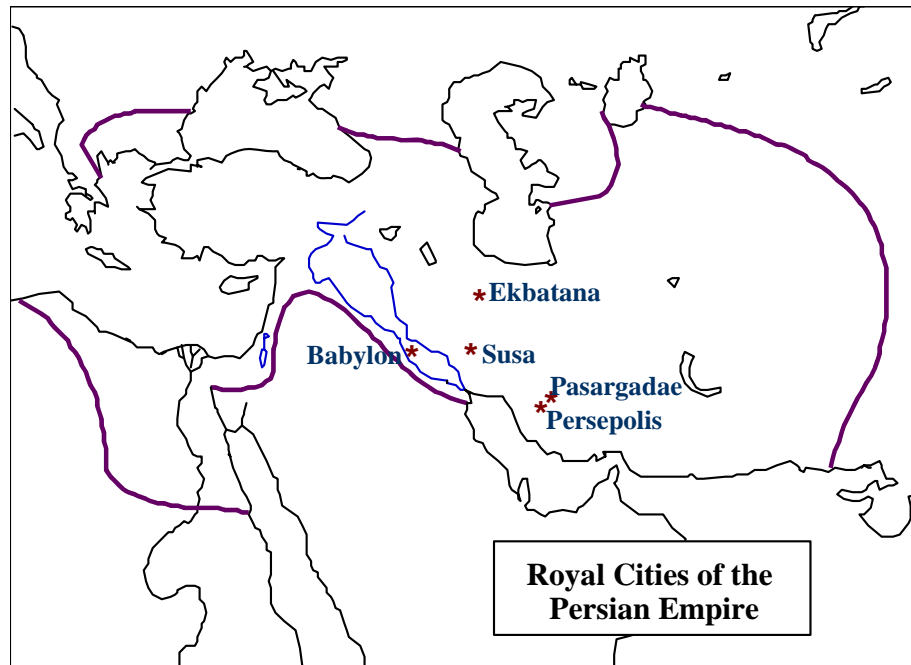 *Ekbatana
Babylon*
*Susa
*Pasargadae
*Persepolis
Royal Cities of the
Persian Empire